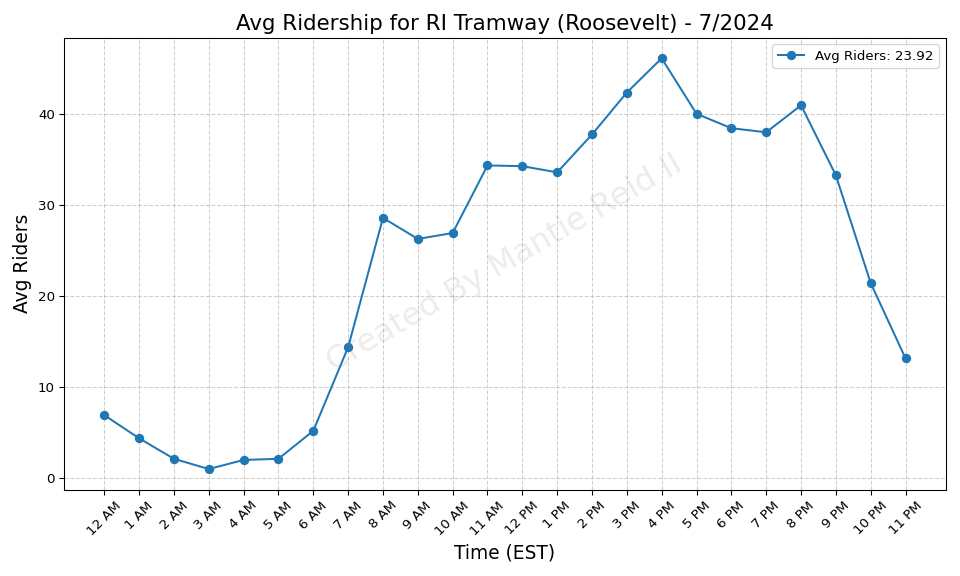 Avg Ridership for RI Tramway (Roosevelt) - 7/2024
Avg Riders: 23.92
40
30
20
10
0
Avg Riders
Created By Mantie Reid II
12 AM
1 AM
2 AM
3 AM
4 AM
5 AM
6 AM
7 AM
8 AM
9 AM
10 AM
11 AM
12 PM
1 PM
2 PM
3 PM
4 PM
5 PM
6 PM
7 PM
8 PM
9 PM
10 PM
11 PM
Time (EST)